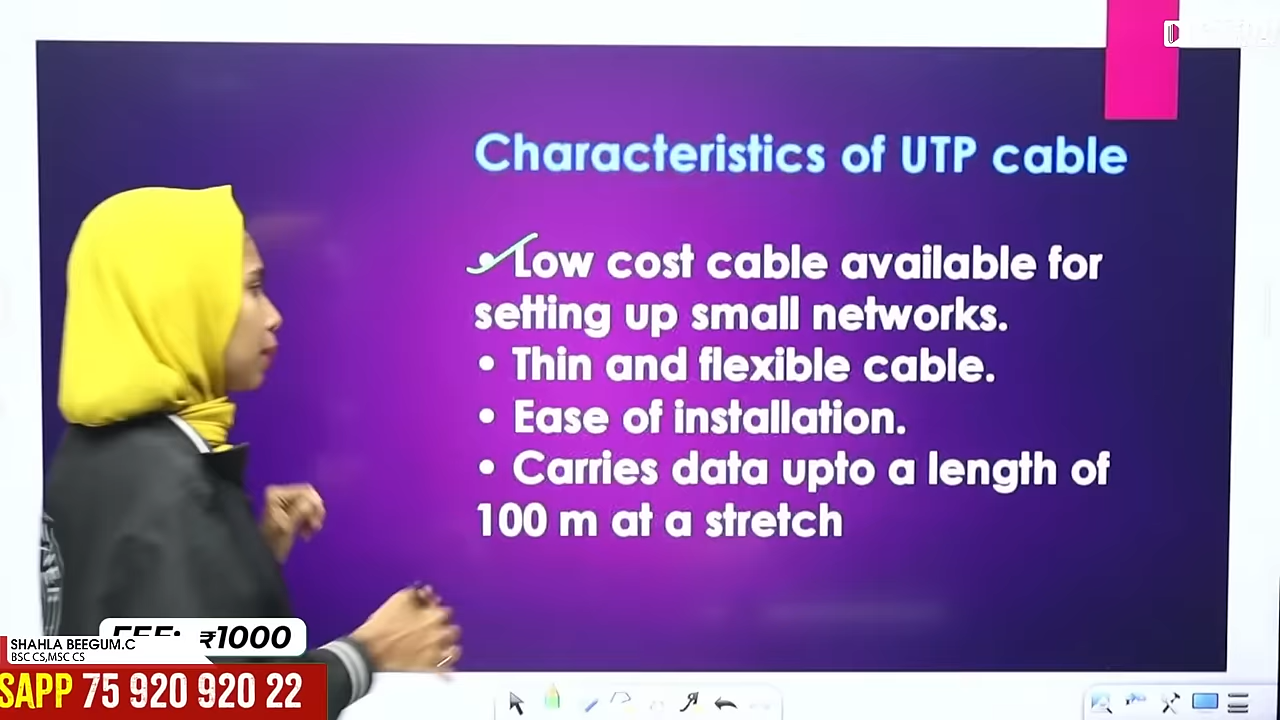 Characteristics of UTP cable
• Low cost cable available for
setting up small networks.
• Thin and flexible cable.
• Ease of installation.
• Carries data upto a length of
100 m at a stretch
FEE: ₹1000
SHAHLA BEEGUM.C
BSC CS,MSC CS
SAPP 75 920 920 22